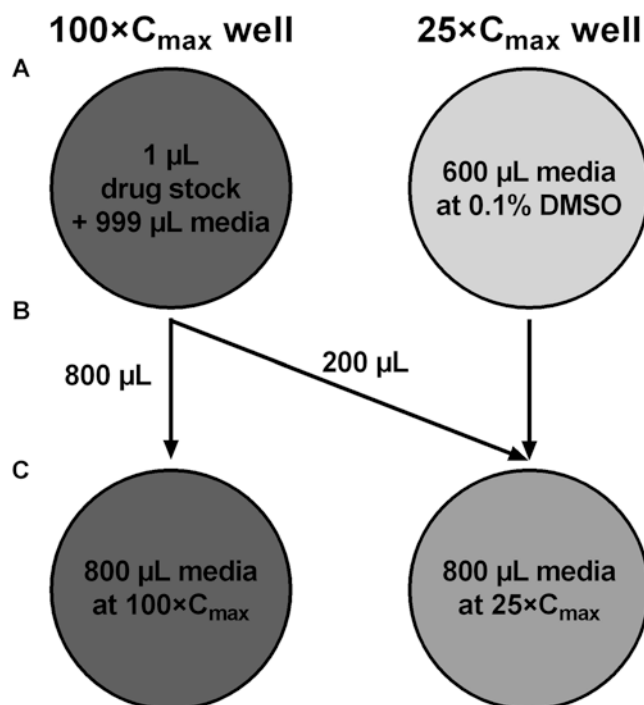 100×Cmax well
25×Cmax well
A
1 µL
drug stock
+ 999 µL media
600 µL media
at 0.1% DMSO
B
800 µL
200 µL
C
800 µL media
at 100×Cmax
800 µL media
at 25×Cmax